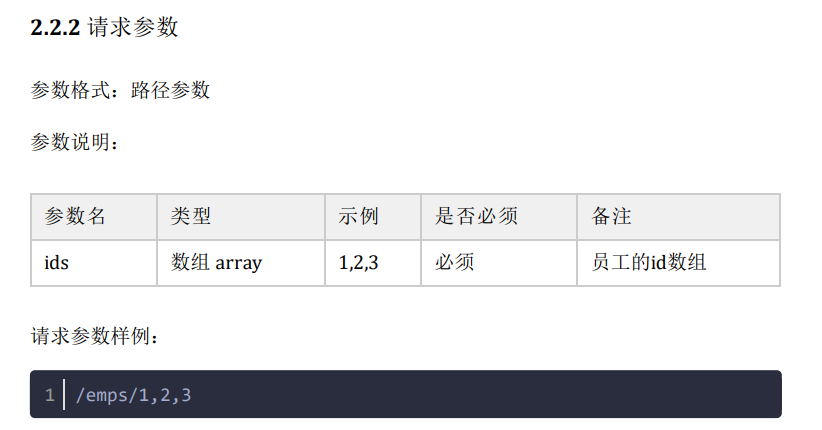 2.2.2 请求参数
参数格式：路径参数
参数说明：
参数名 类型 示例 是否必须 备注
ids 数组 array 1,2,3 必须 员工的id数组
请求参数样例：
1 /emps/1,2,3